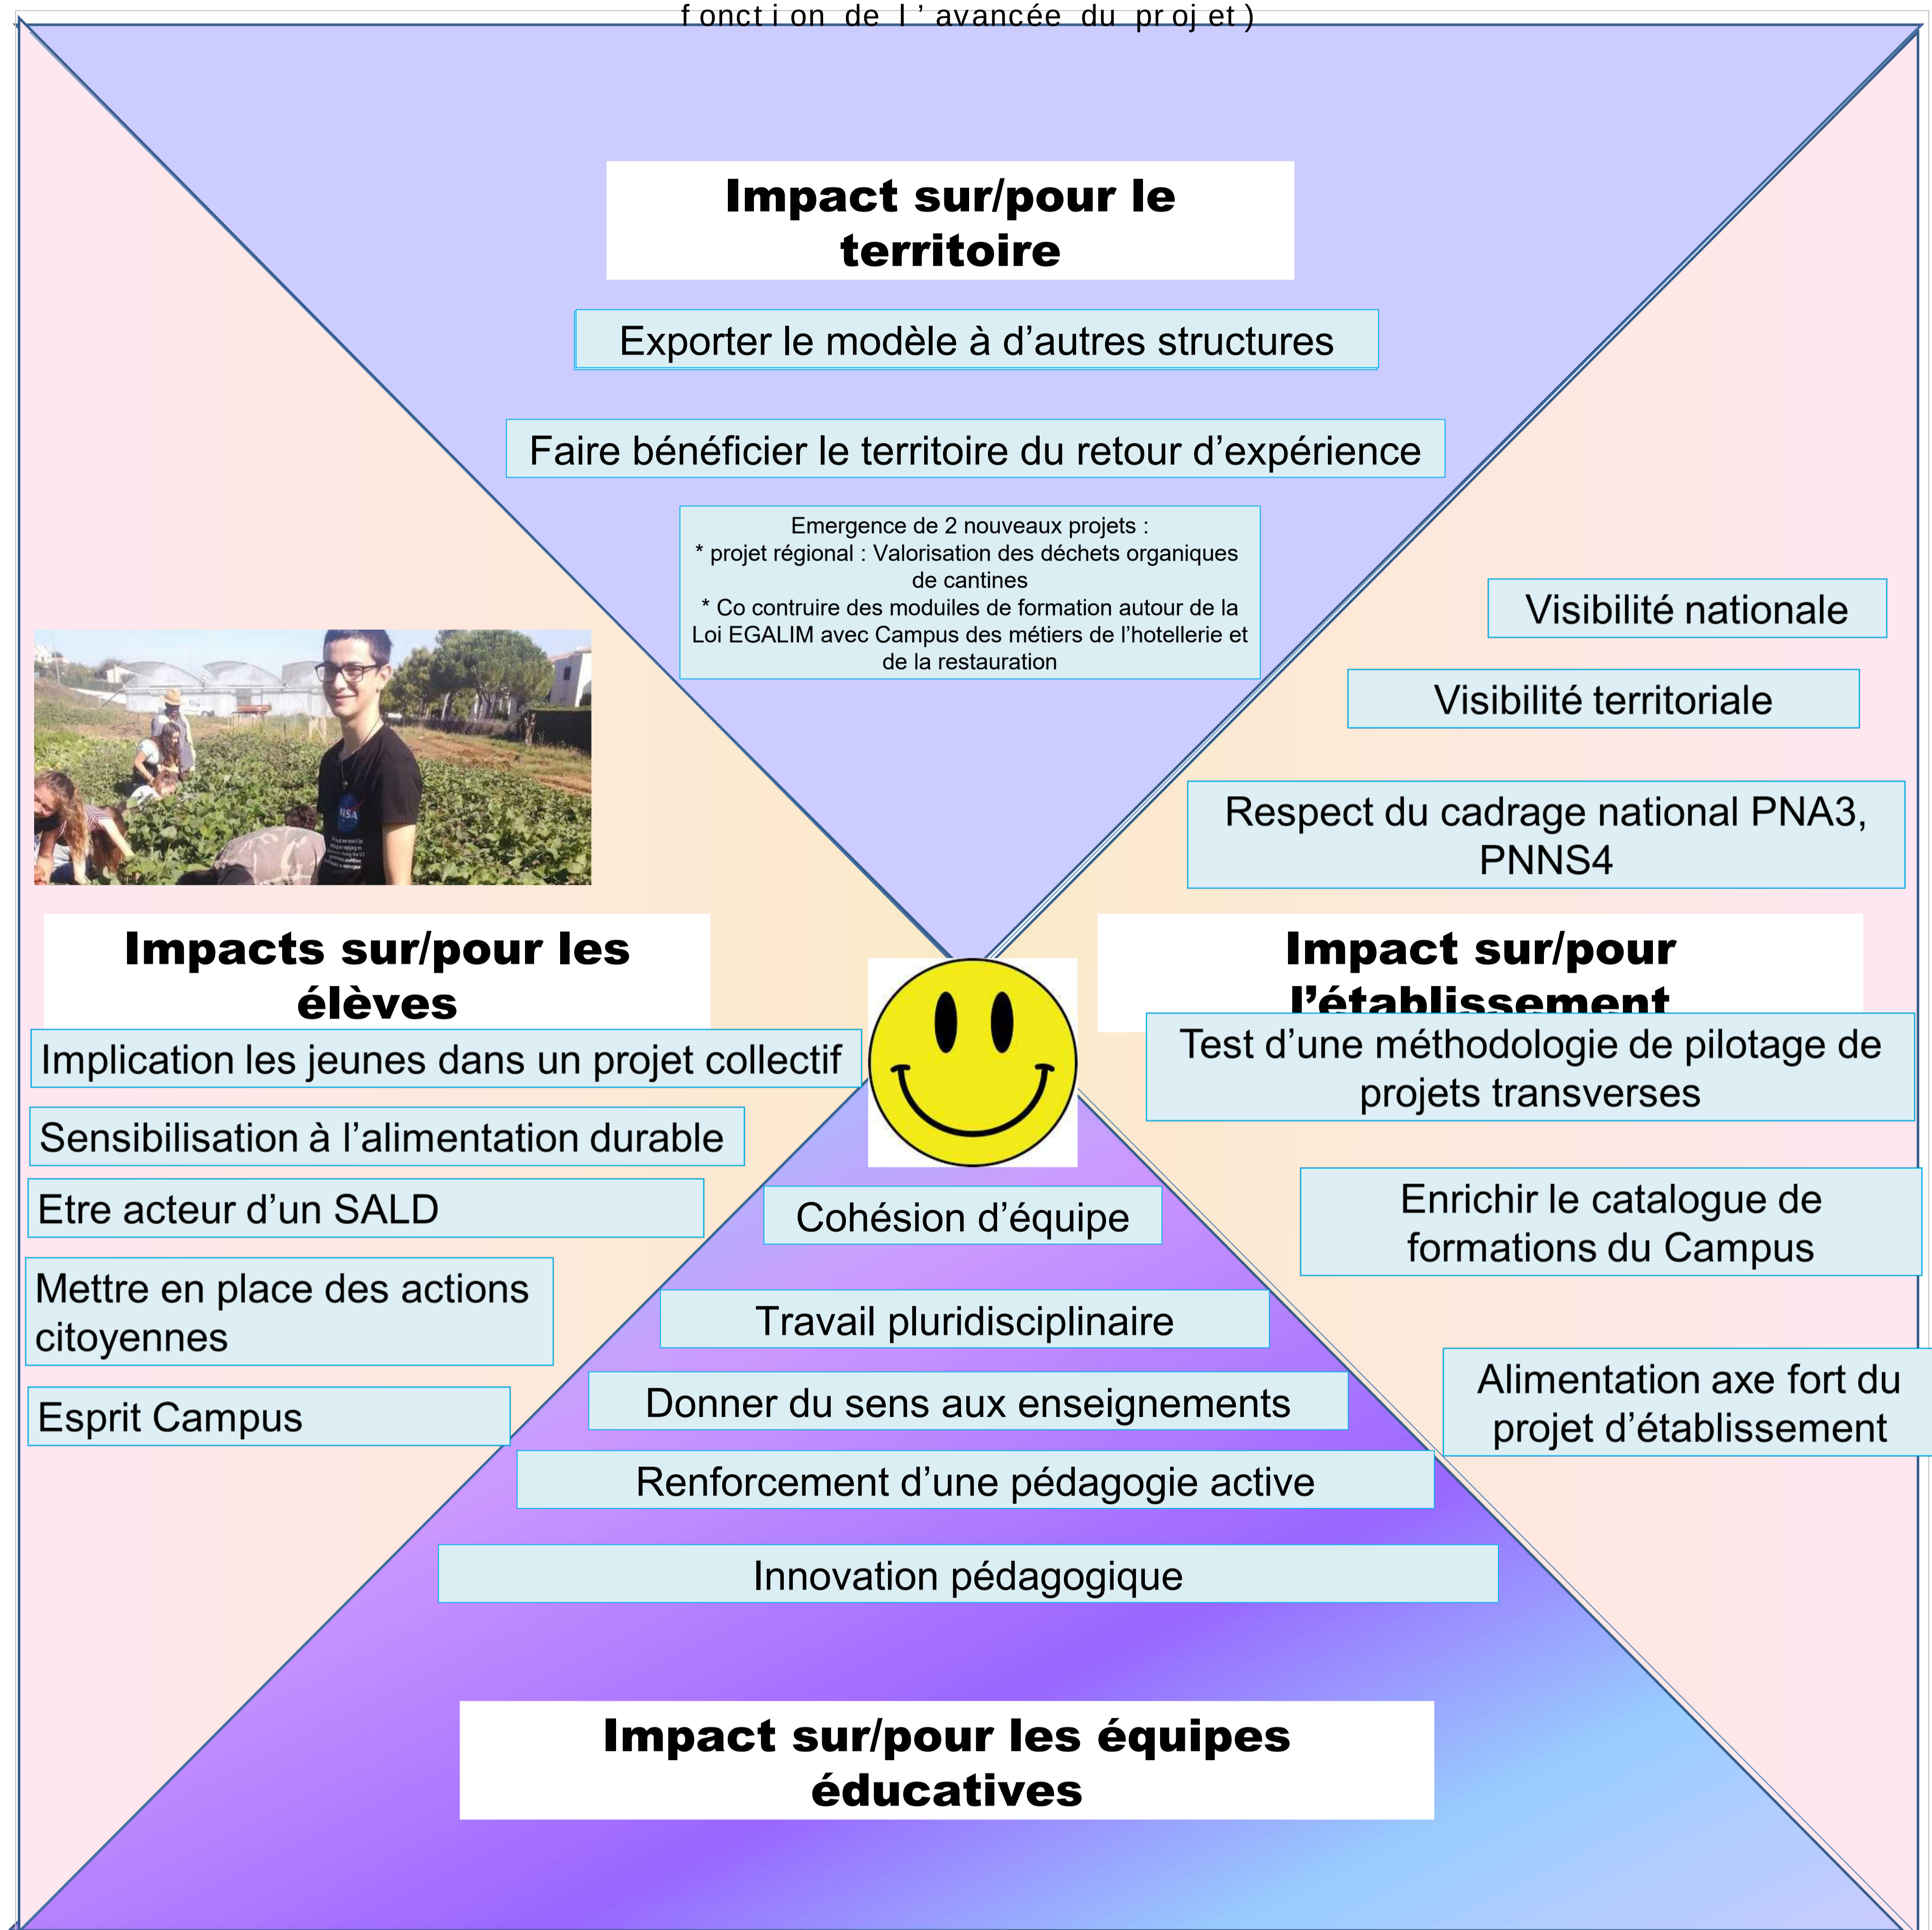 fonction de l’avancée du projet)
Impact sur/pour le
territoire
Exporter le modèle à d’autres structures
Faire bénéficier le territoire du retour d’expérience
Emergence de 2 nouveaux projets :
* projet régional : Valorisation des déchets organiques
de cantines
* Co contruire des moduiles de formation autour de la
Loi EGALIM avec Campus des métiers de l’hotellerie et
de la restauration
Visibilité nationale
Visibilité territoriale
Respect du cadrage national PNA3,
PNNS4
Impacts sur/pour les
élèves
Implication les jeunes dans un projet collectif
Sensibilisation à l’alimentation durable
Etre acteur d’un SALD
Mettre en place des actions
citoyennes
Esprit Campus
Impact sur/pour
l’établissement
Test d’une méthodologie de pilotage de
projets transverses
Enrichir le catalogue de
formations du Campus
Alimentation axe fort du
projet d’établissement
Cohésion d’équipe
Travail pluridisciplinaire
Donner du sens aux enseignements
Renforcement d’une pédagogie active
Innovation pédagogique
Impact sur/pour les équipes
éducatives